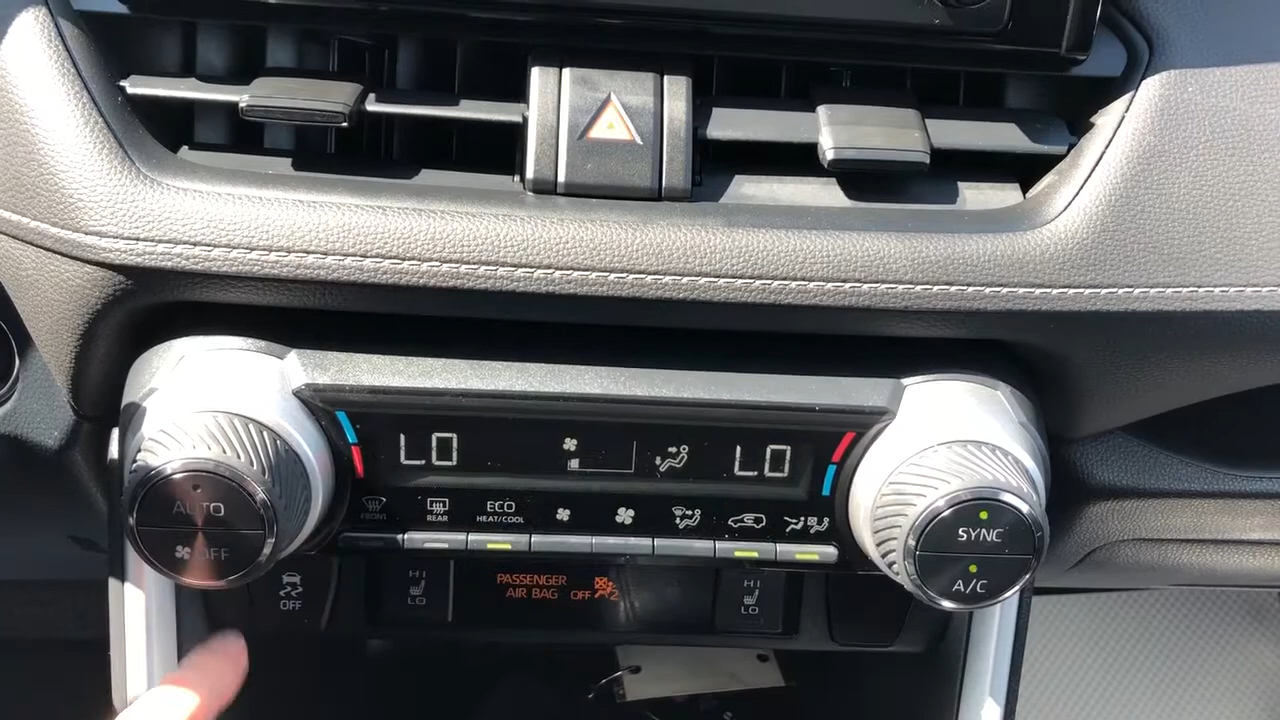 LO
LO
AUTO
OFF
FRONT
REAR
ECO
HEAT/COOL
SYNC
A/C
OFF
HI
LO
PASSENGER
AIR BAG OFF 2
HI
LO